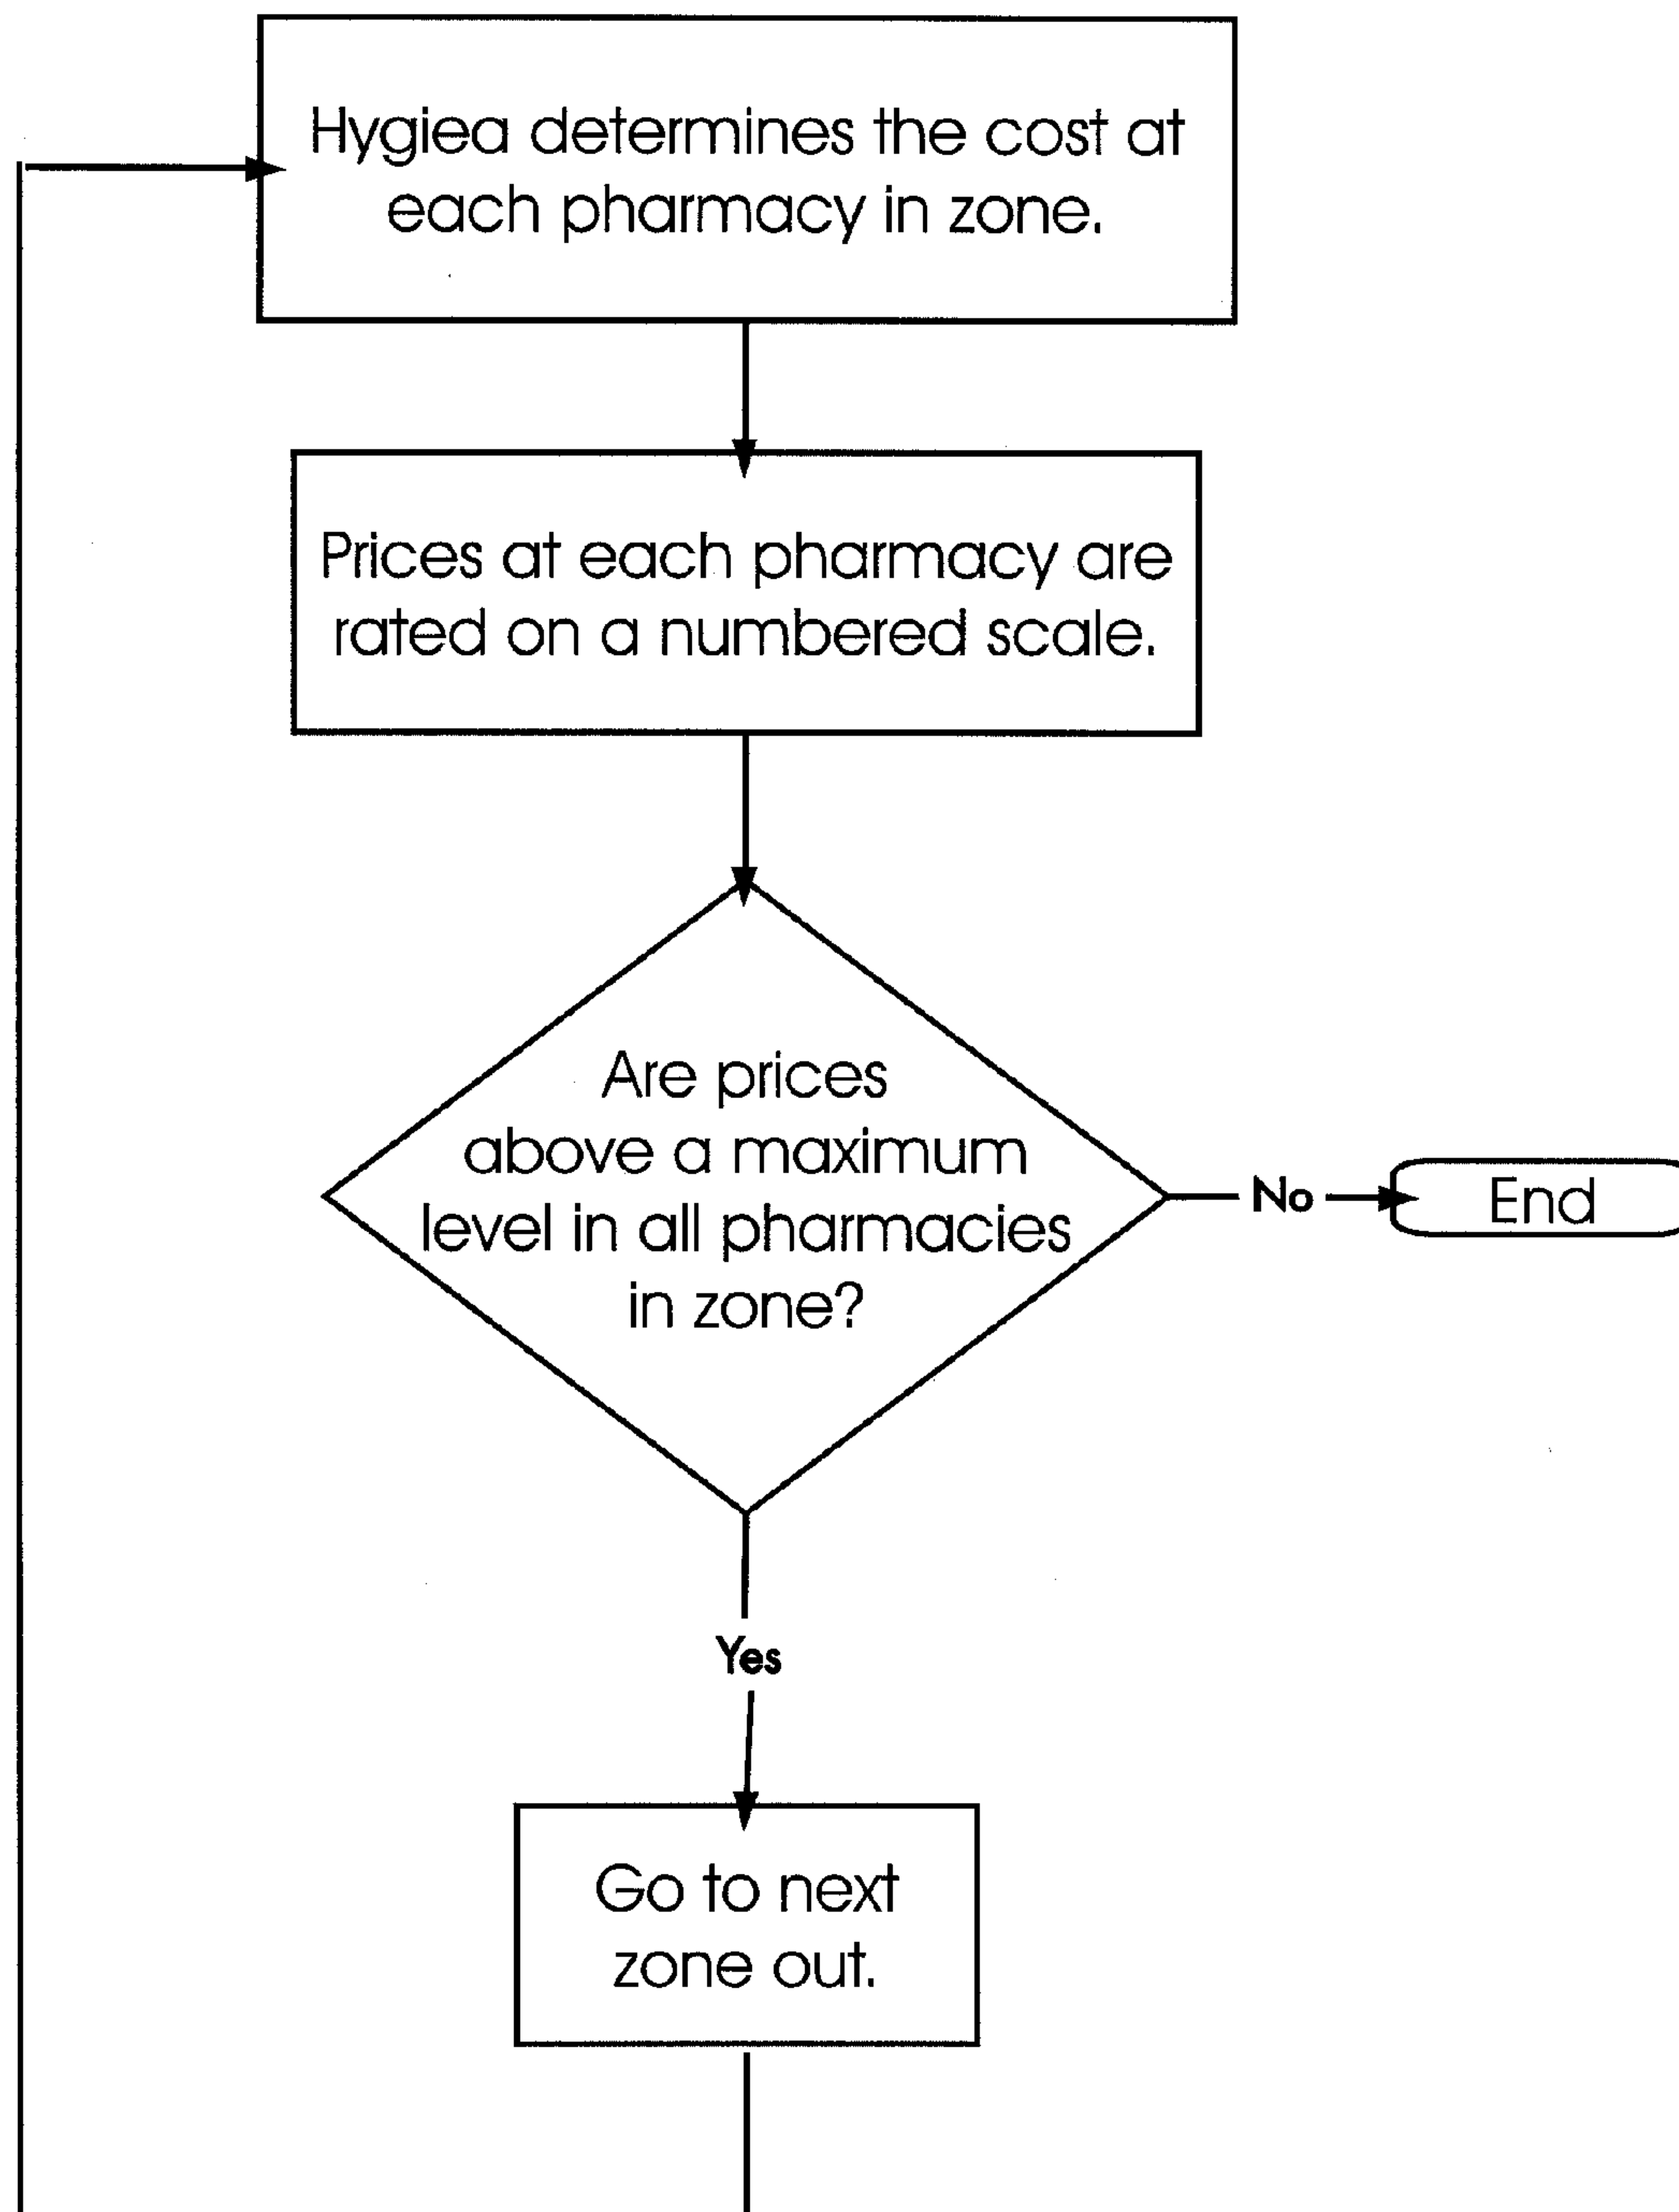 Hygiea determines the cost at
each pharmacy in zone.
Prices at each pharmacy are
rated on a numbered scale.
Are prices
above a maximum
level in all pharmacies
in zone?
No
End
Yes
Go to next
zone out.